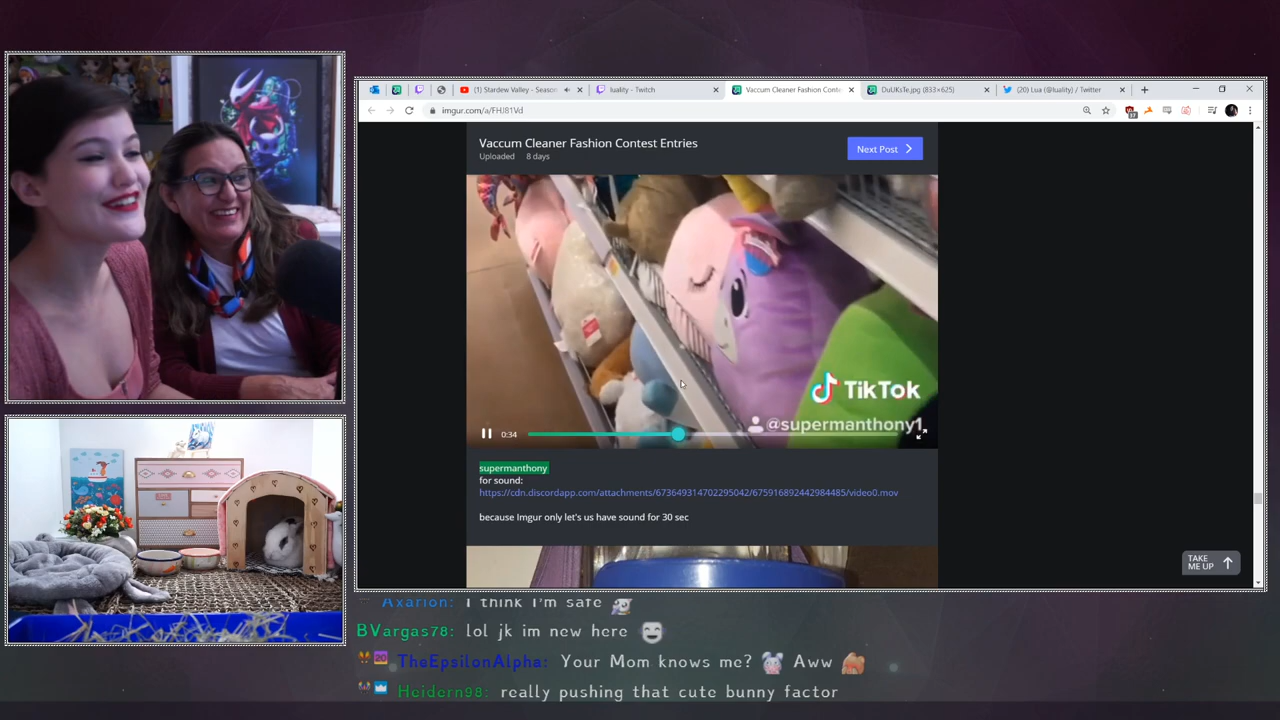 (1) Stardew Valley - Season
luality - Twitch
Vaccum Cleaner Fashion Conte
OuUKsTe.jpg (833×625)
(20) Lua (@luality) / Twitter
imgur.com/a/FHJ81Vd
Vaccum Cleaner Fashion Contest Entries
Uploaded 8 days
Next Post
TikTok
@supermanthony1
0:34
supermanthony
for sound:
https://cdn.discordapp.com/attachments/673649314702295042/675916892442984485/video0.mov
because Imgur only let's us have sound for 30 sec
TAKE
ME UP
Axarion: I think I'm safe
BVargas78: lol jk im new here
TheEpsilonAlpha: Your Mom knows me? Aww
Heidern98: really pushing that cute bunny factor